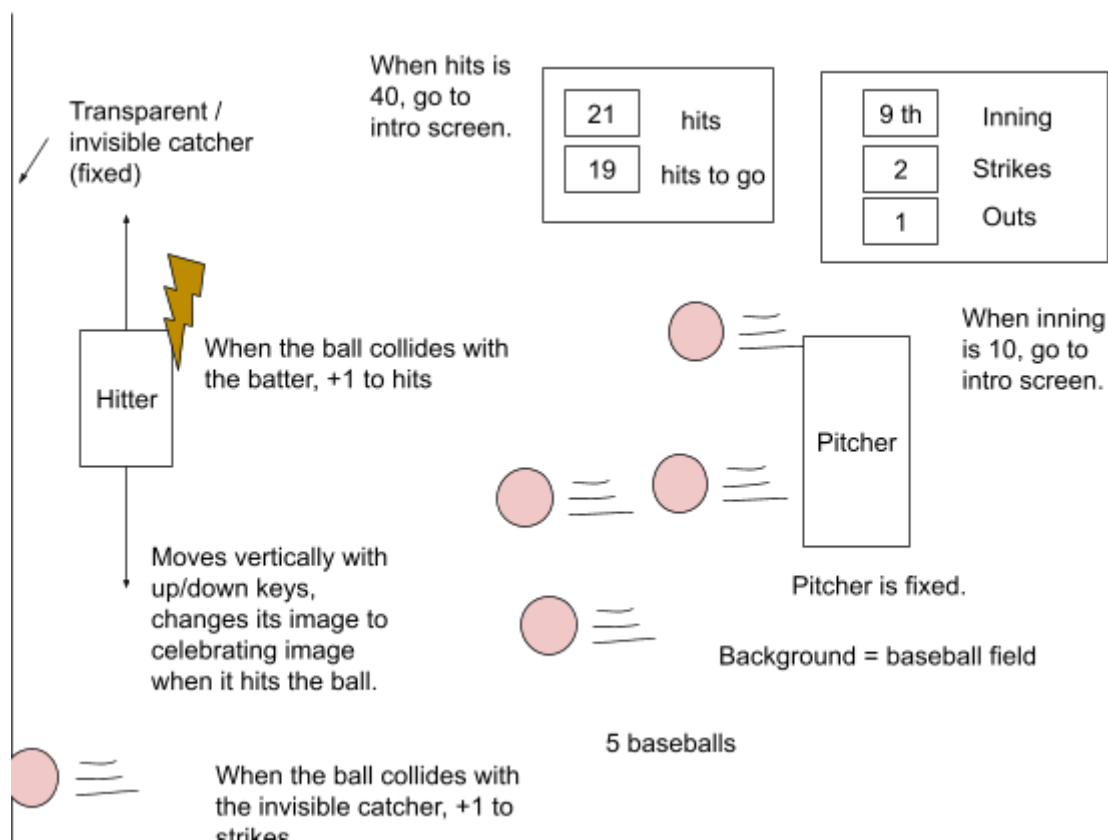 When hits is
40, go to
intro screen.
21 hits
19 hits to go
9 th Inning
2 Strikes
1 Outs
Transparent /
invisible catcher
(fixed)
When the ball collides with
the batter, +1 to hits
Hitter
When inning
is 10, go to
intro screen.
Pitcher
Moves vertically with
up/down keys,
changes its image to
celebrating image
when it hits the ball.
Pitcher is fixed.
Background = baseball field
5 baseballs
When the ball collides with
the invisible catcher, +1 to
strikes